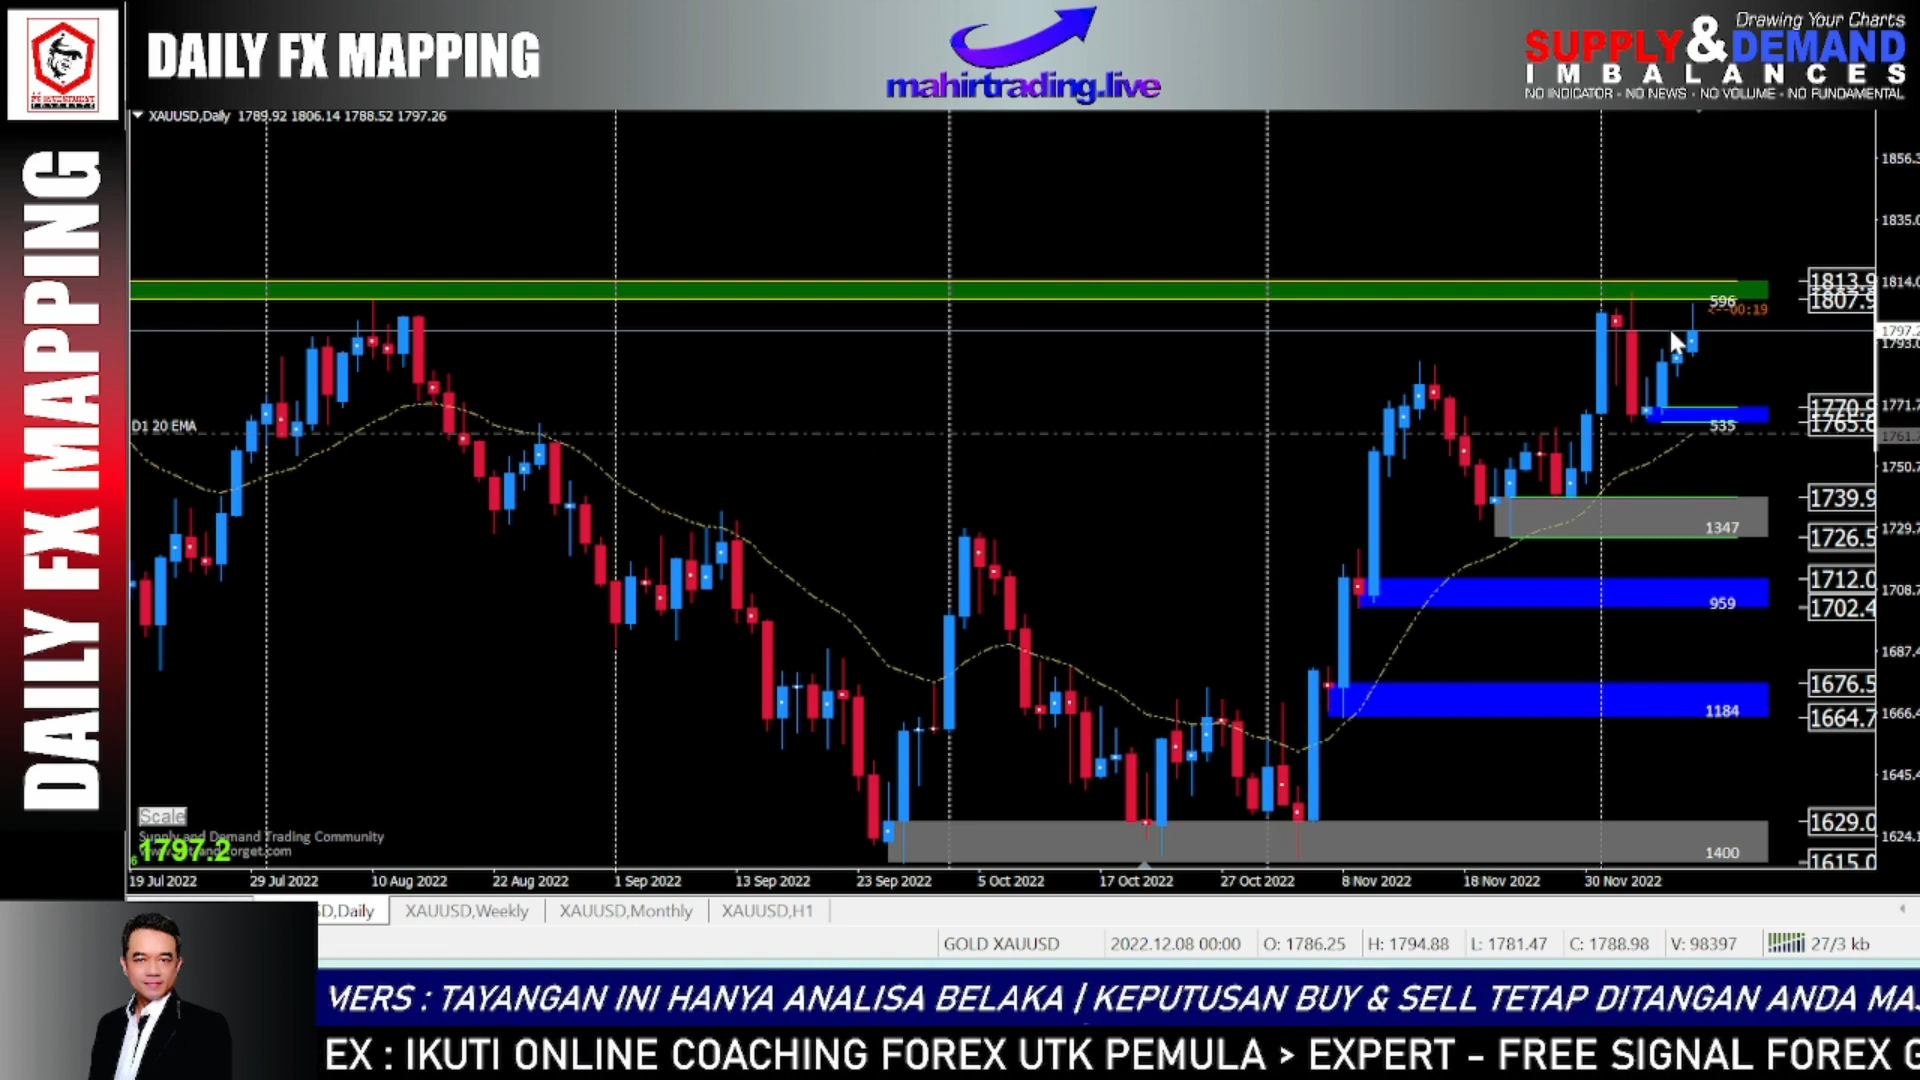 DAILY FX MAPPING
mahirtrading.live
Drawing Your Charts
SUPPLY & DEMAND
IMBALANCES
NO INDICATOR - NO NEWS - NO VOLUME - NO FUNDAMENTAL
DAILY FX MAPPING
XAUUSD,Daily 1789.92 1806.14 1788.52 1797.26
1856.3
1835.0
1813.9
1814.0
596
1807.9
<--00:19
1797.2
1793.0
1770.9
1771.7
535
1765.6
D1 20 EMA
1761.7
1750.7
1739.9
1347
1729.7
1726.5
1712.0
1708.7
959
1702.4
1687.4
1676.5
1184
1664.7
1666.4
1645.4
Scale
Supply and Demand Trading Community
1797.2
6
1629.0
1624.1
1400
1615.0
19 Jul 2022 29 Jul 2022 10 Aug 2022 22 Aug 2022 1 Sep 2022 13 Sep 2022 23 Sep 2022 5 Oct 2022 17 Oct 2022 27 Oct 2022 8 Nov 2022 18 Nov 2022 30 Nov 2022
D,Daily XAUUSD,Weekly XAUUSD,Monthly XAUUSD,H1
GOLD XAUUSD 2022.12.08 00:00 O: 1786.25 H: 1794.88 L: 1781.47 C: 1788.98 V: 98397 27/3 kb
MERS : TAYANGAN INI HANYA ANALISA BELAKA | KEPUTUSAN BUY & SELL TETAP DITANGAN ANDA MAS
EX : IKUTI ONLINE COACHING FOREX UTK PEMULA > EXPERT - FREE SIGNAL FOREX G